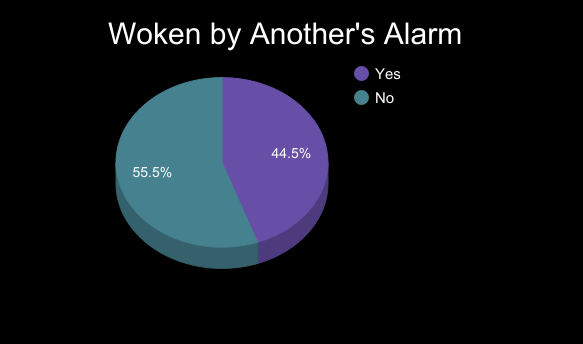 Woken by Another's Alarm
Yes
No
44.5%
55.5%